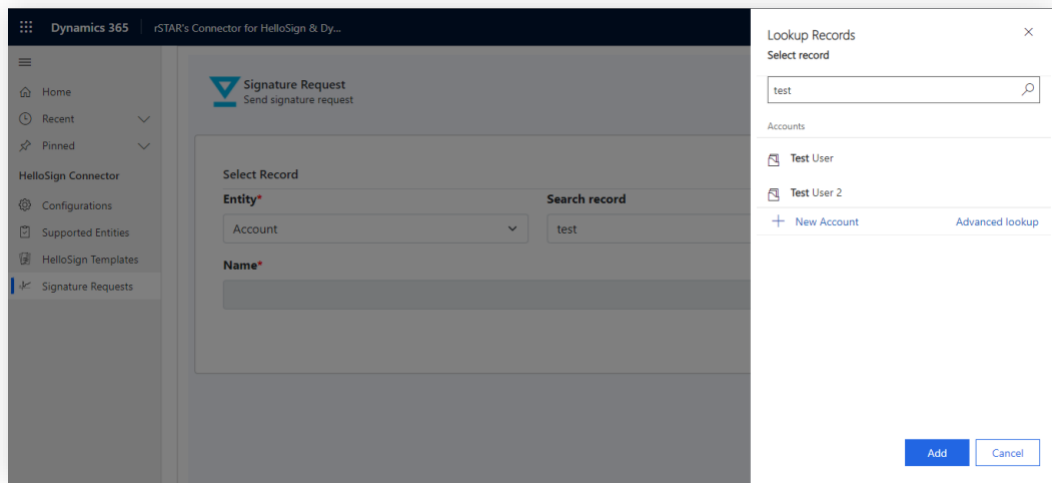 Dynamics 365
rSTAR's Connector for HelloSign & Dy...
Home
Recent
Pinned
HelloSign Connector
Configurations
Supported Entities
HelloSign Templates
Signature Requests
Signature Request
Send signature request
Select Record
Entity*
Search record
Account
test
Name*
Lookup Records
Select record
test
Accounts
Test User
Test User 2
New Account
Advanced lookup
Add
Cancel